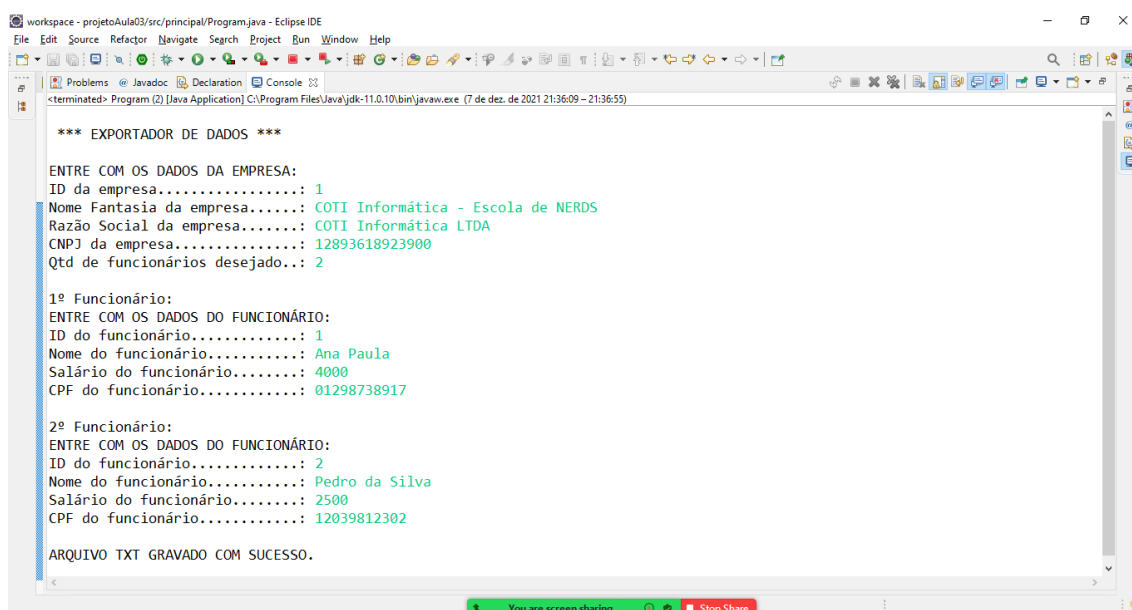 workspace - projetoAula03/src/principal/Program.java - Eclipse IDE
File Edit Source Refactor Navigate Search Project Run Window Help
Problems @ Javadoc Declaration Console
<terminated> Program (2) [Java Application] C:\Program Files\Java\jdk-11.0.10\bin\javaw.exe (7 de dez. de 2021 21:36:09 – 21:36:55)
*** EXPORTADOR DE DADOS ***
ENTRE COM OS DADOS DA EMPRESA:
ID da empresa.................: 1
Nome Fantasia da empresa......: COTI Informática - Escola de NERDS
Razão Social da empresa.......: COTI Informática LTDA
CNPJ da empresa...............: 12893618923900
Qtd de funcionários desejado..: 2
1º Funcionário:
ENTRE COM OS DADOS DO FUNCIONÁRIO:
ID do funcionário.............: 1
Nome do funcionário...........: Ana Paula
Salário do funcionário........: 4000
CPF do funcionário............: 01298738917
2º Funcionário:
ENTRE COM OS DADOS DO FUNCIONÁRIO:
ID do funcionário.............: 2
Nome do funcionário...........: Pedro da Silva
Salário do funcionário........: 2500
CPF do funcionário............: 12039812302
ARQUIVO TXT GRAVADO COM SUCESSO.
You are screen sharing Stop Share